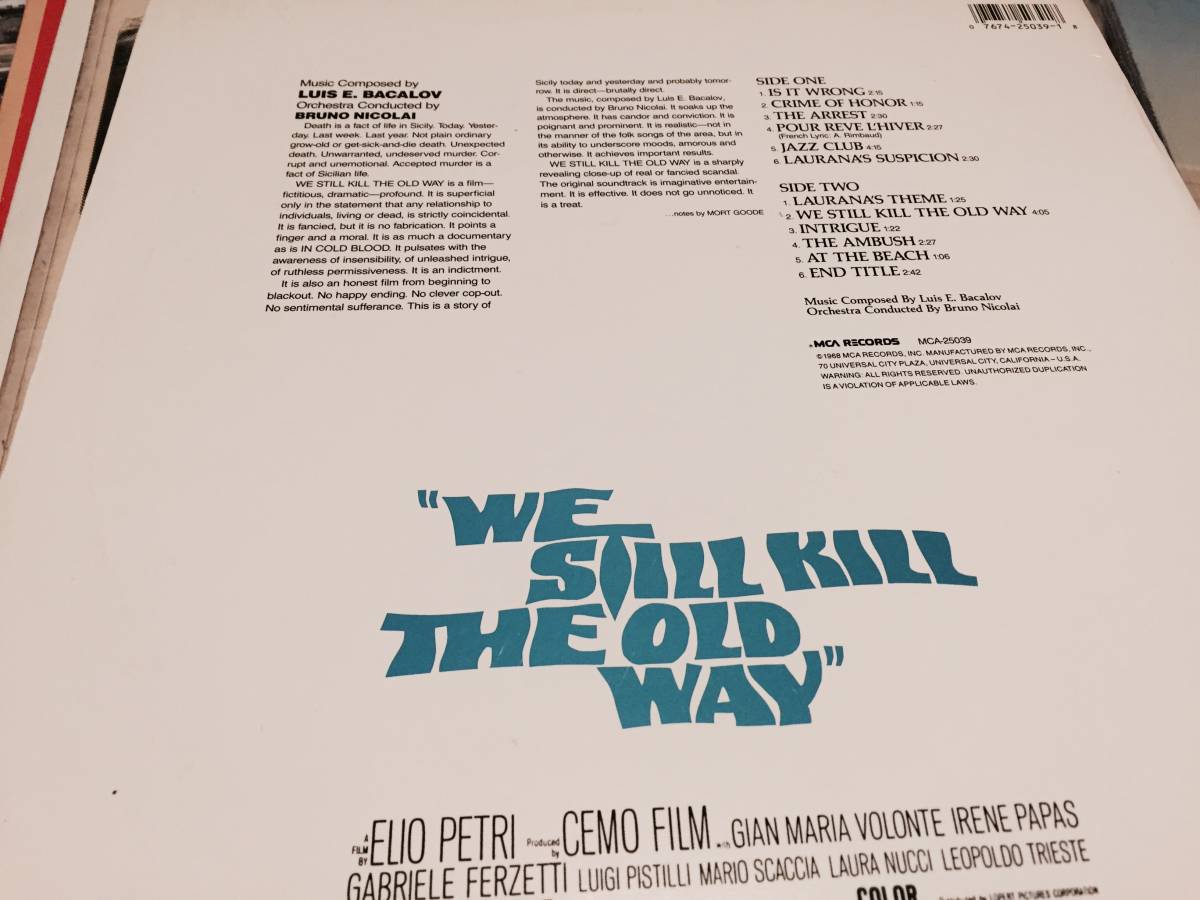 0 7674-25039-1 8
Music Composed by
LUIS E. BACALOV
Orchestra Conducted by
BRUNO NICOLAI
Death is a fact of life in Sicily. Today. Yester-
day. Last week. Last year. Not plain ordinary
grow-old or get-sick-and-die death. Unexpected
death. Unwarranted, undeserved murder. Cor-
rupt and unemotional. Accepted murder is a
fact of Sicilian life.
WE STILL KILL THE OLD WAY is a film—
fictitious, dramatic—profound. It is superficial
only in the statement that any relationship to
individuals, living or dead, is strictly coincidental.
It is fancied, but it is no fabrication. It points a
finger and a moral. It is as much a documentary
as is IN COLD BLOOD. It pulsates with the
awareness of insensibility, of unleashed intrigue,
of ruthless permissiveness. It is an indictment.
It is also an honest film from beginning to
blackout. No happy ending. No clever cop-out.
No sentimental sufferance. This is a story of
Sicily today and yesterday and probably tomor-
row. It is direct—brutally direct.
The music, composed by Luis E. Bacalov,
is conducted by Bruno Nicolai. It soaks up the
atmosphere. It has candor and conviction. It is
poignant and prominent. It is realistic—not in
the manner of the folk songs of the area, but in
its ability to underscore moods, amorous and
otherwise. It achieves important results.
WE STILL KILL THE OLD WAY is a sharply
revealing close-up of real or fancied scandal.
The original soundtrack is imaginative entertain-
ment. It is effective. It does not go unnoticed. It
is a treat.
...notes by MORT GOODE
SIDE ONE
1. IS IT WRONG 2:15
2. CRIME OF HONOR 1:15
3. THE ARREST 2:30
4. POUR REVE L'HIVER 2:27
(French Lyric: A. Rimbaud)
5. JAZZ CLUB 4:15
6. LAURANA'S SUSPICION 2:30
SIDE TWO
1. LAURANA'S THEME 1:25
2. WE STILL KILL THE OLD WAY 4:05
3. INTRIGUE 1:22
4. THE AMBUSH 2:27
5. AT THE BEACH 1:06
6. END TITLE 2:42
Music Composed By Luis E. Bacalov
Orchestra Conducted By Bruno Nicolai
MCA RECORDS MCA-25039
©1968 MCA RECORDS, INC. MANUFACTURED BY MCA RECORDS, INC.,
70 UNIVERSAL CITY PLAZA, UNIVERSAL CITY, CALIFORNIA – U.S.A.
WARNING: ALL RIGHTS RESERVED. UNAUTHORIZED DUPLICATION
IS A VIOLATION OF APPLICABLE LAWS.
"WE
STILL KILL
THE OLD
WAY"
A FILM BY ELIO PETRI Produced by CEMO FILM with GIAN MARIA VOLONTE IRENE PAPAS
GABRIELE FERZETTI LUIGI PISTILLI MARIO SCACCIA LAURA NUCCI LEOPOLDO TRIESTE
COLOR Distributed by LOPERT PICTURES CORPORATION